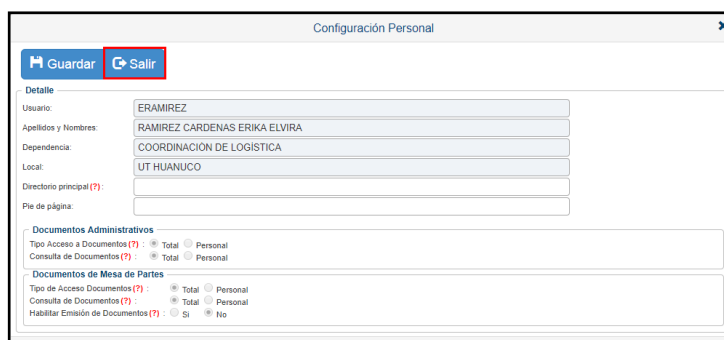 Configuración Personal
Guardar Salir
Detalle
Usuario: ERAMIREZ
Apellidos y Nombres: RAMIREZ CARDENAS ERIKA ELVIRA
Dependencia: COORDINACIÓN DE LOGÍSTICA
Local: UT HUANUCO
Directorio principal (?) :
Pie de página:
Documentos Administrativos
Tipo Acceso a Documentos (?) : Total Personal
Consulta de Documentos (?) : Total Personal
Documentos de Mesa de Partes
Tipo de Acceso Documentos (?) : Total Personal
Consulta de Documentos (?) : Total Personal
Habilitar Emisión de Documentos (?) : Si No